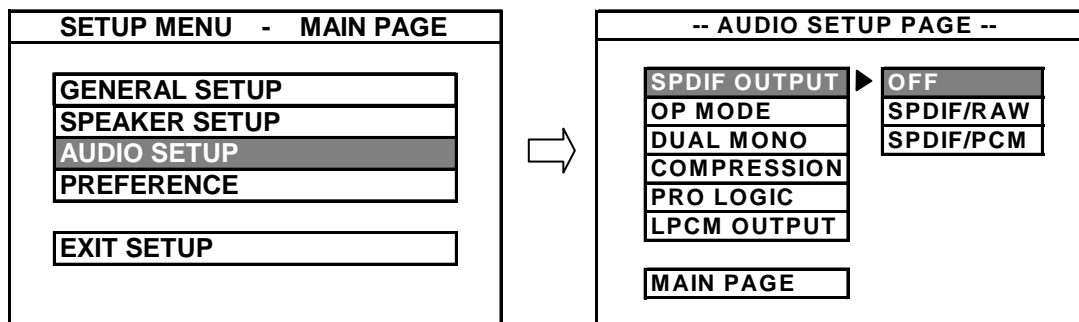 SETUP MENU - MAIN PAGE
GENERAL SETUP
SPEAKER SETUP
AUDIO SETUP
PREFERENCE
EXIT SETUP
-- AUDIO SETUP PAGE --
SPDIF OUTPUT
OP MODE
DUAL MONO
COMPRESSION
PRO LOGIC
LPCM OUTPUT
MAIN PAGE
OFF
SPDIF/RAW
SPDIF/PCM